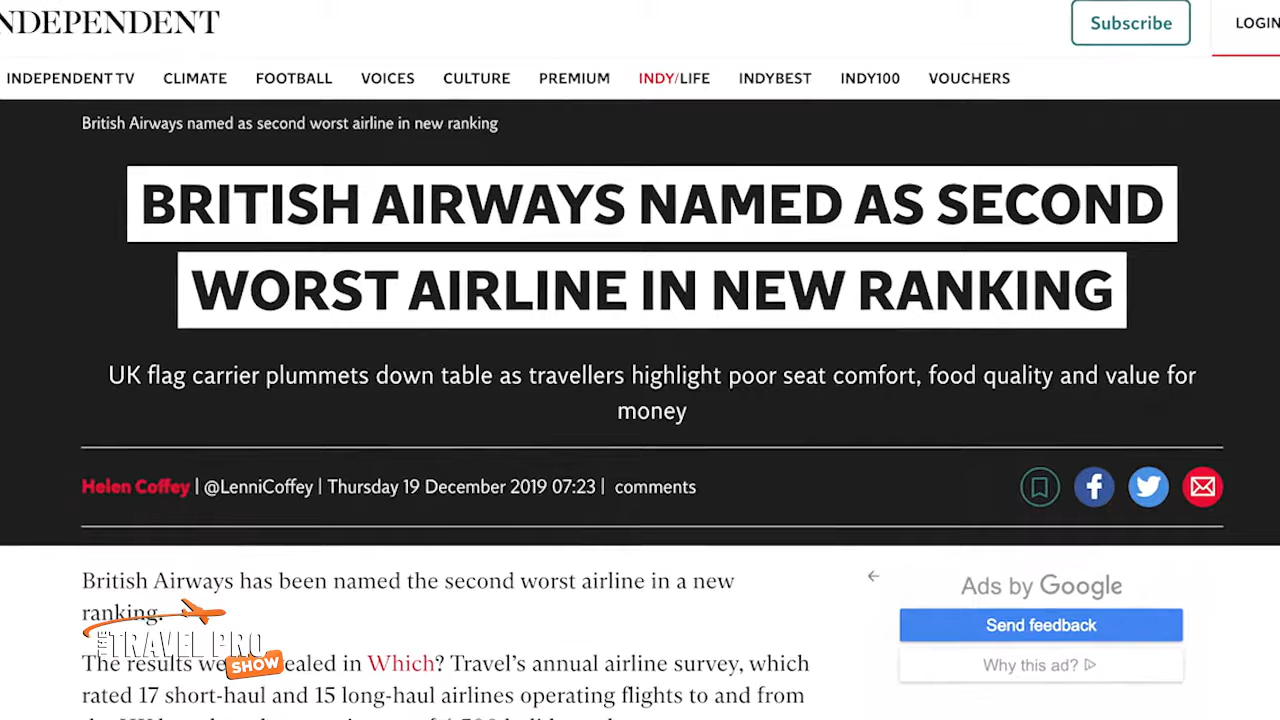 INDEPENDENT
Subscribe
LOGIN
INDEPENDENT TV CLIMATE FOOTBALL VOICES CULTURE PREMIUM INDY/LIFE INDYBEST INDY100 VOUCHERS
British Airways named as second worst airline in new ranking
BRITISH AIRWAYS NAMED AS SECOND
WORST AIRLINE IN NEW RANKING
UK flag carrier plummets down table as travellers highlight poor seat comfort, food quality and value for
money
Helen Coffey | @LenniCoffey | Thursday 19 December 2019 07:23 | comments
British Airways has been named the second worst airline in a new
ranking.
The results were revealed in Which? Travel's annual airline survey, which
rated 17 short-haul and 15 long-haul airlines operating flights to and from
Ads by Google
Send feedback
Why this ad?
THE TRAVEL PRO
SHOW